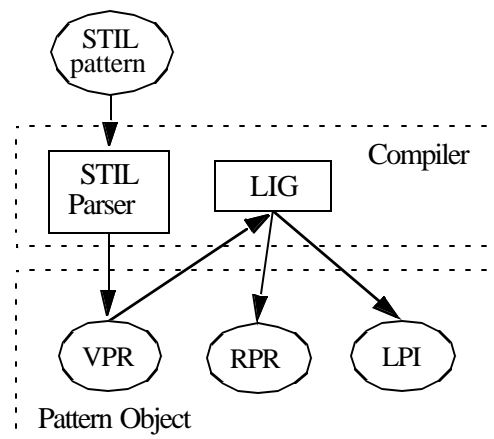 STIL
pattern
Compiler
STIL
Parser
LIG
VPR
RPR
LPI
Pattern Object